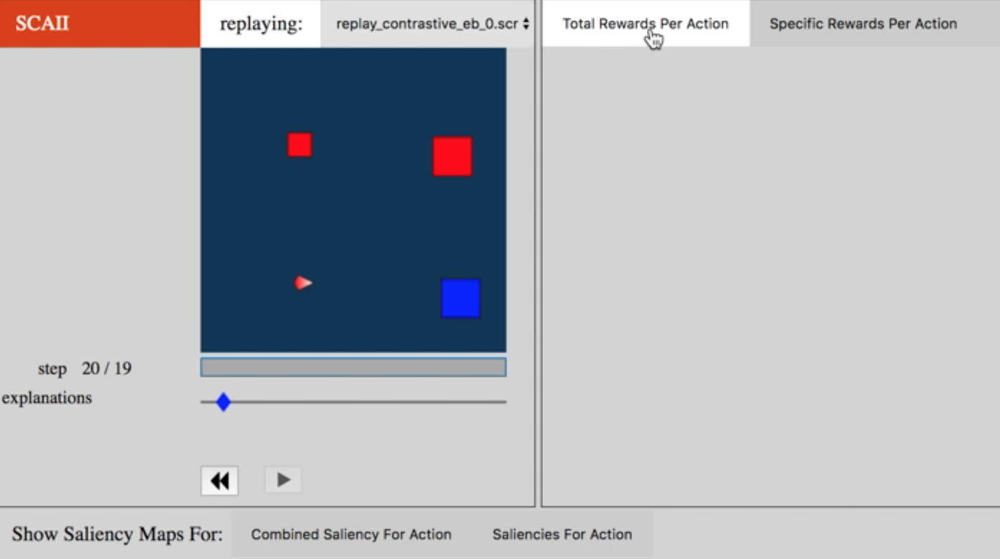 SCAII replaying: replay_contrastive_eb_0.scr Total Rewards Per Action Specific Rewards Per Action
step 20 / 19
explanations
Show Saliency Maps For: Combined Saliency For Action Saliencies For Action